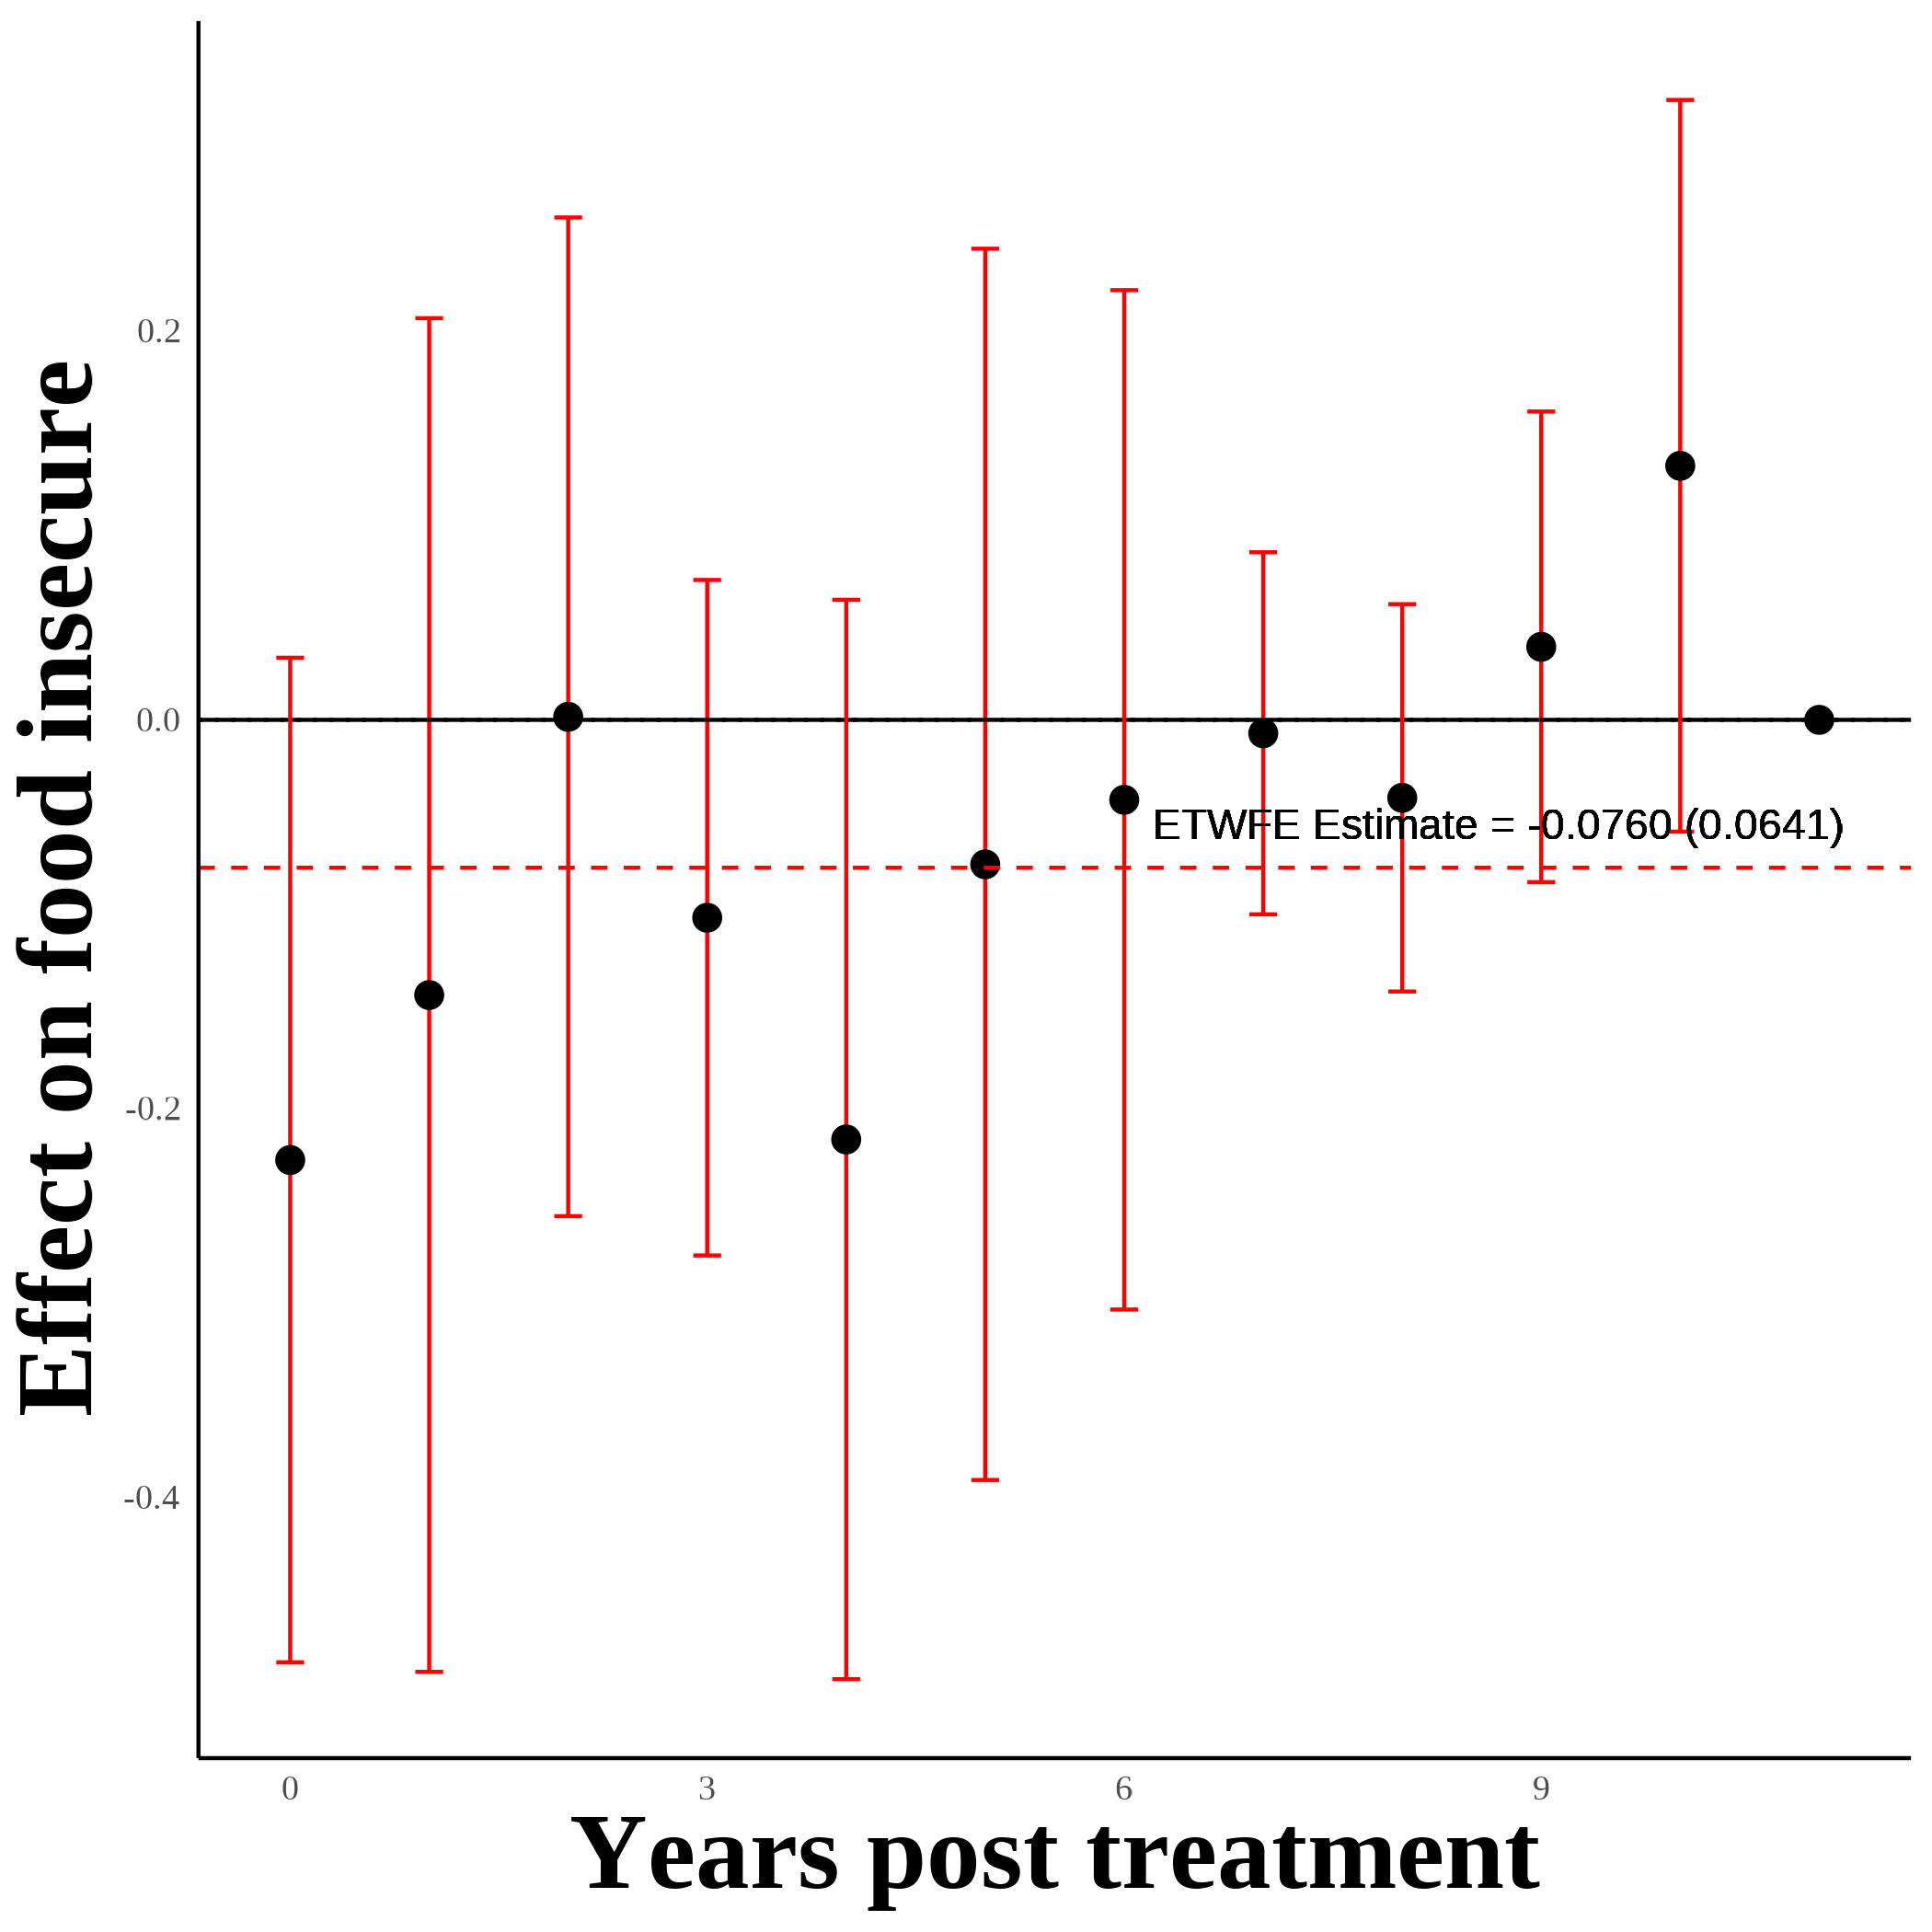 Effect on food insecure
0.2
0.0
-0.2
-0.4
ETWFE Estimate = -0.0760 (0.0641)
0 3 6 9
Years post treatment